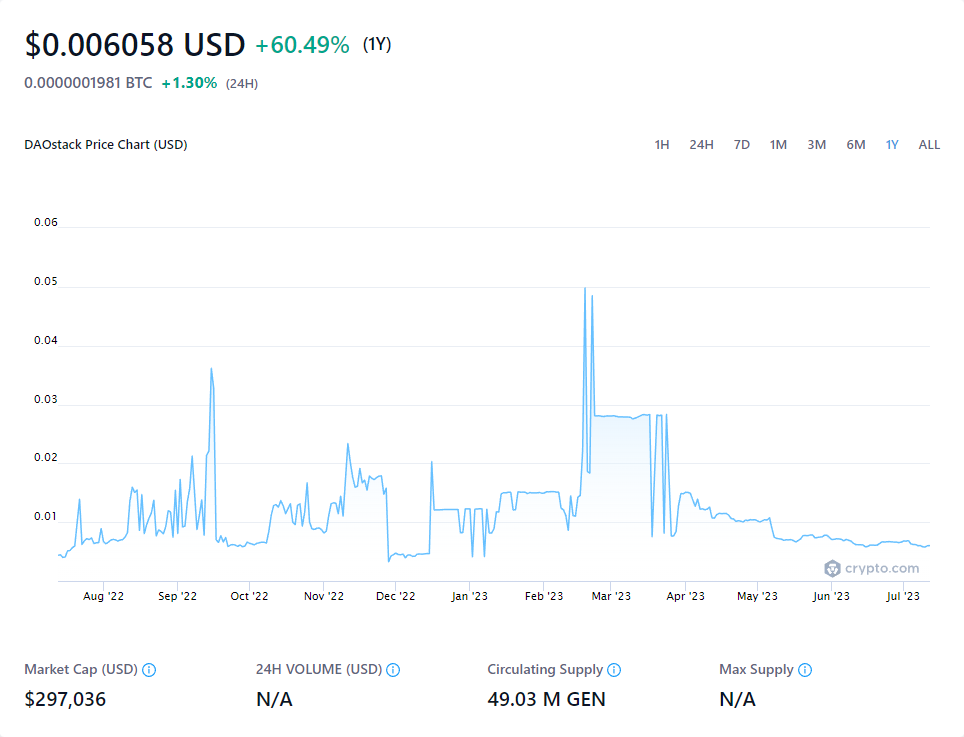 $0.006058 USD +60.49% (1Y)
0.0000001981 BTC +1.30% (24H)
DAOstack Price Chart (USD) 1H 24H 7D 1M 3M 6M 1Y ALL
0.06
0.05
0.04
0.03
0.02
0.01
crypto.com
Aug '22 Sep '22 Oct '22 Nov '22 Dec '22 Jan '23 Feb '23 Mar '23 Apr '23 May '23 Jun '23 Jul '23
Market Cap (USD) 24H VOLUME (USD) Circulating Supply Max Supply
$297,036 N/A 49.03 M GEN N/A